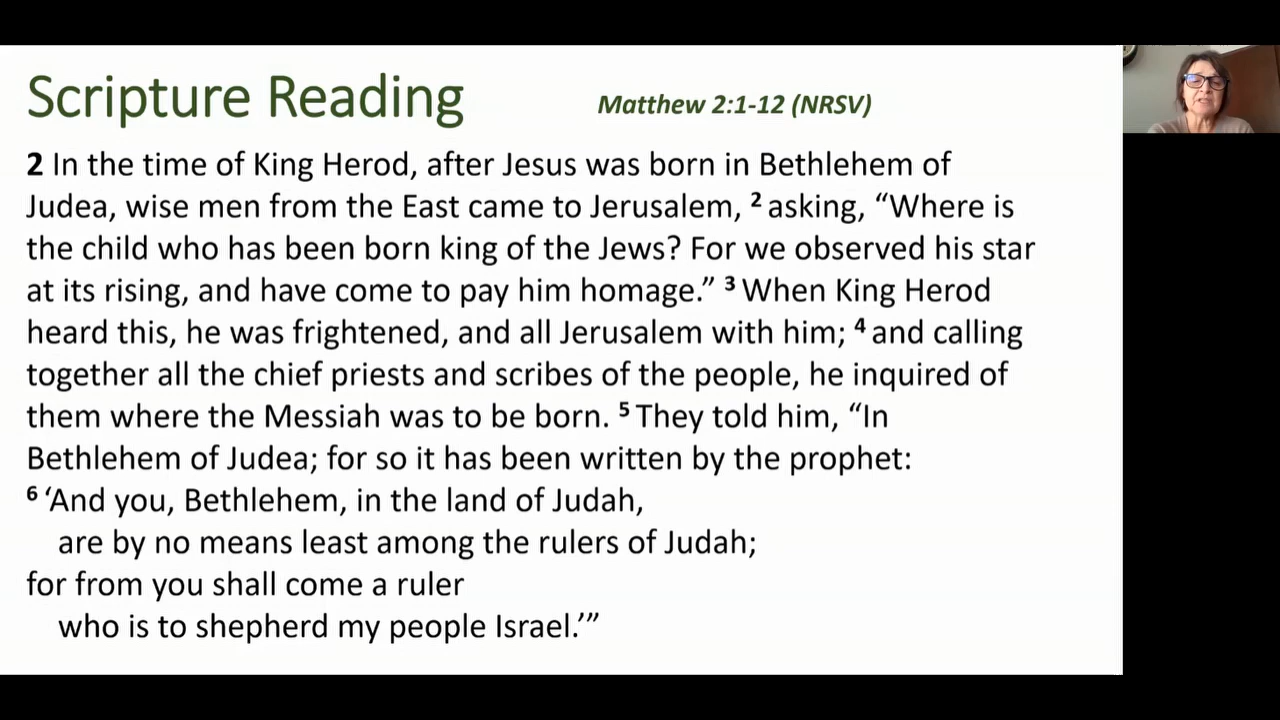 Scripture Reading
Matthew 2:1-12 (NRSV)
2 In the time of King Herod, after Jesus was born in Bethlehem of
Judea, wise men from the East came to Jerusalem, ² asking, “Where is
the child who has been born king of the Jews? For we observed his star
at its rising, and have come to pay him homage.” ³ When King Herod
heard this, he was frightened, and all Jerusalem with him; ⁴ and calling
together all the chief priests and scribes of the people, he inquired of
them where the Messiah was to be born. ⁵ They told him, “In
Bethlehem of Judea; for so it has been written by the prophet:
⁶ ‘And you, Bethlehem, in the land of Judah,
are by no means least among the rulers of Judah;
for from you shall come a ruler
who is to shepherd my people Israel.’”